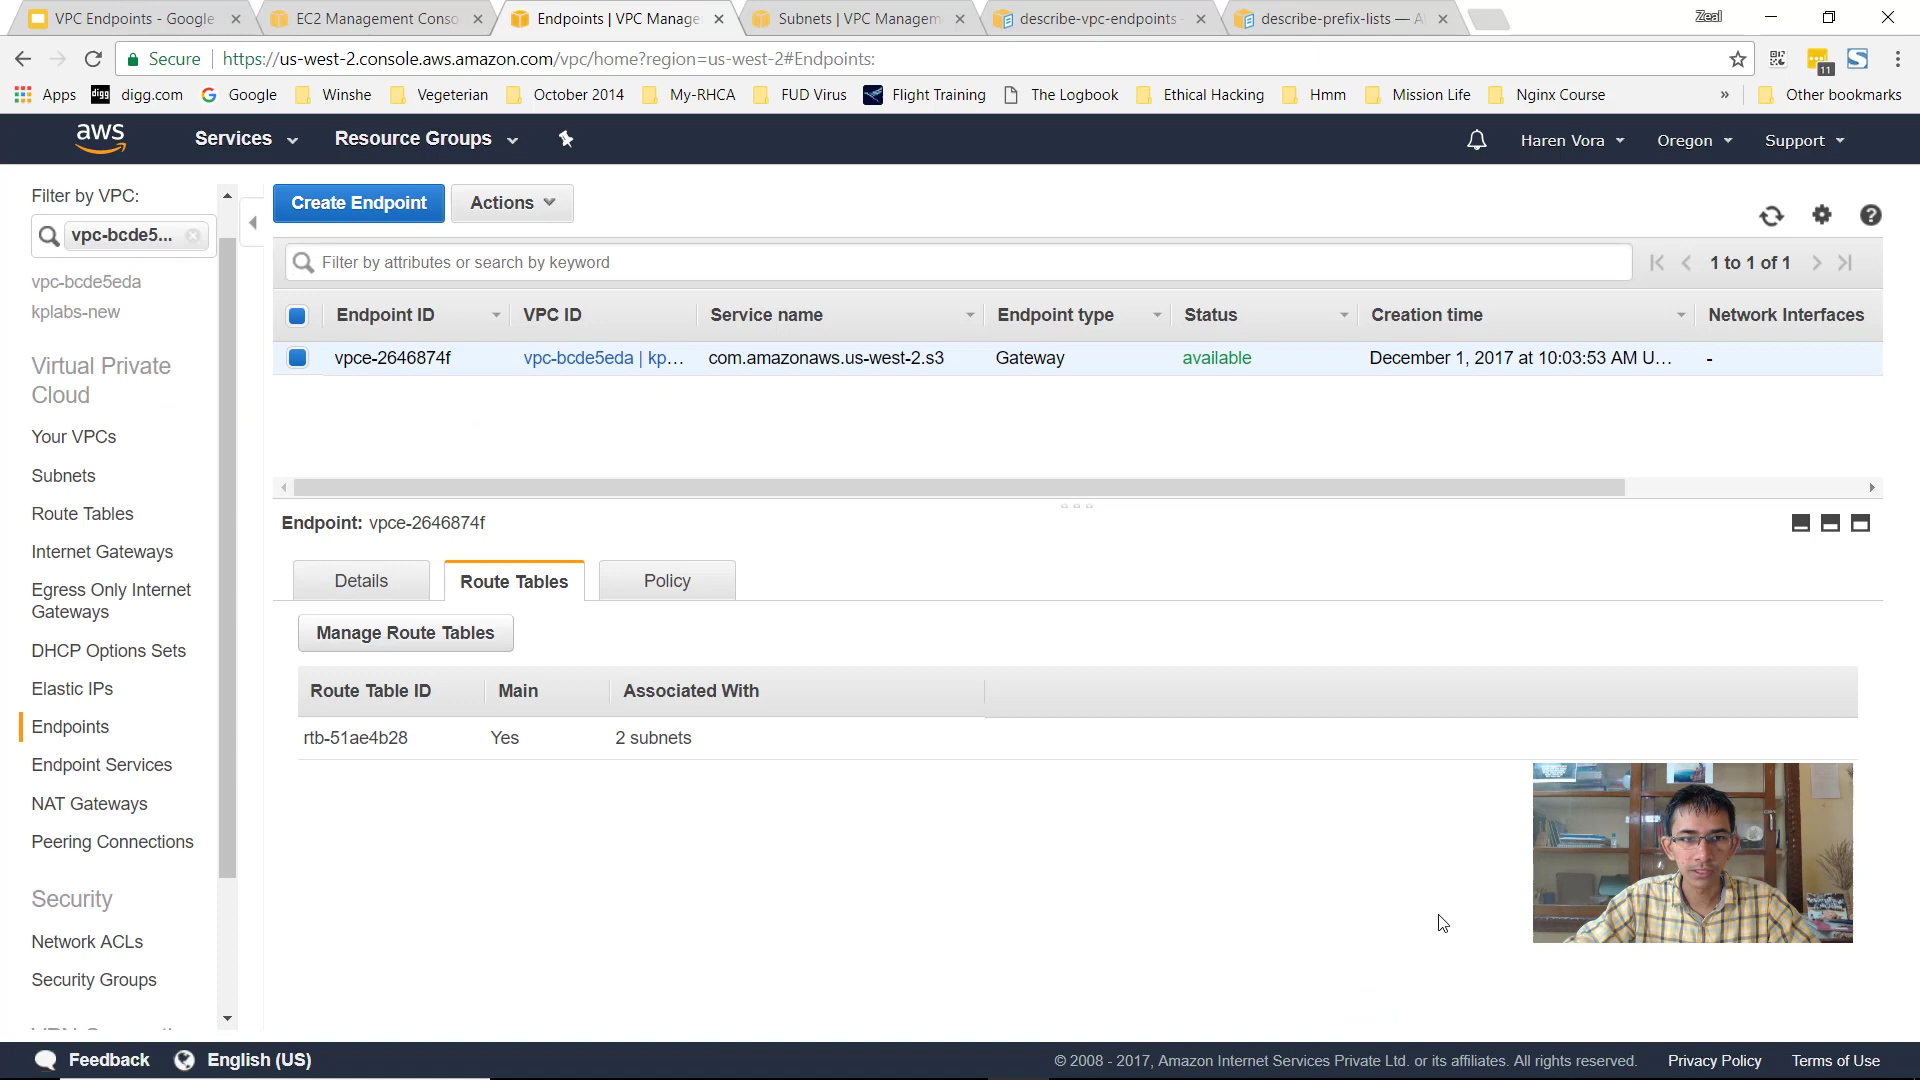 VPC Endpoints - Google
EC2 Management Conso
Endpoints | VPC Manage
Subnets | VPC Managem
describe-vpc-endpoints
describe-prefix-lists — A
Zeal
Secure
https://us-west-2.console.aws.amazon.com/vpc/home?region=us-west-2#Endpoints:
11
Apps
digg
digg.com
Google
Winshe
Vegeterian
October 2014
My-RHCA
FUD Virus
Flight Training
The Logbook
Ethical Hacking
Hmm
Mission Life
Nginx Course
»
Other bookmarks
aws
Services
Resource Groups
Haren Vora
Oregon
Support
Filter by VPC:
vpc-bcde5...
vpc-bcde5eda
kplabs-new
Virtual Private
Cloud
Your VPCs
Subnets
Route Tables
Internet Gateways
Egress Only Internet
Gateways
DHCP Options Sets
Elastic IPs
Endpoints
Endpoint Services
NAT Gateways
Peering Connections
Security
Network ACLs
Security Groups
Create Endpoint
Actions
Filter by attributes or search by keyword
1 to 1 of 1
Endpoint ID
VPC ID
Service name
Endpoint type
Status
Creation time
Network Interfaces
vpce-2646874f
vpc-bcde5eda | kp...
com.amazonaws.us-west-2.s3
Gateway
available
December 1, 2017 at 10:03:53 AM U...
-
Endpoint: vpce-2646874f
Details
Route Tables
Policy
Manage Route Tables
Route Table ID
Main
Associated With
rtb-51ae4b28
Yes
2 subnets
Feedback
English (US)
© 2008 - 2017, Amazon Internet Services Private Ltd. or its affiliates. All rights reserved.
Privacy Policy
Terms of Use